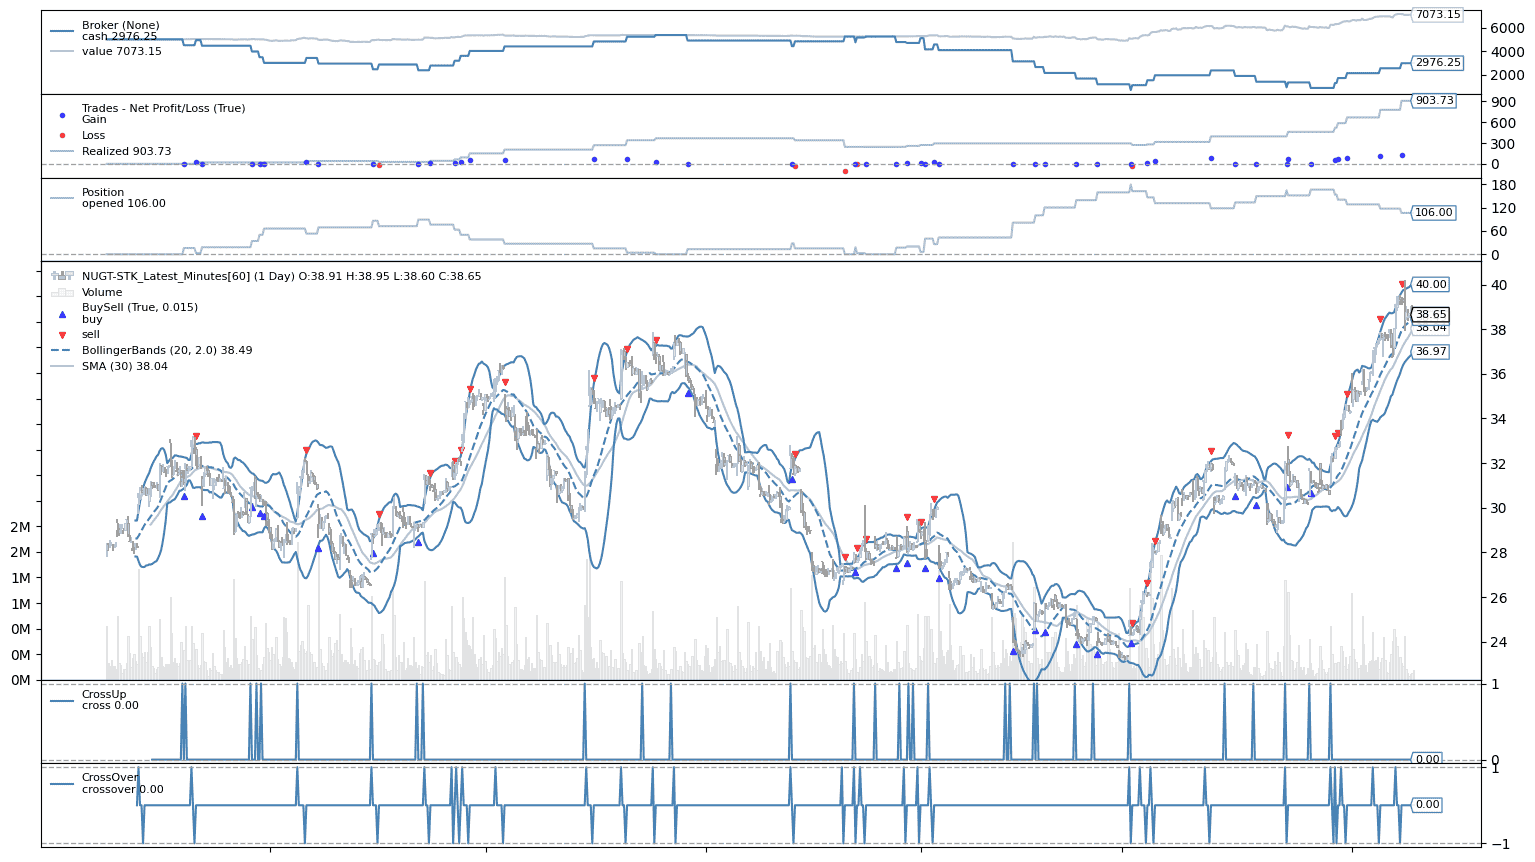 Broker (None)
cash 2976.25
value 7073.15
7073.15
2976.25
6000
4000
2000
Trades - Net Profit/Loss (True)
Gain
Loss
Realized 903.73
903.73
900
600
300
0
Position
opened 106.00
106.00
180
120
60
0
NUGT-STK_Latest_Minutes[60] (1 Day) O:38.91 H:38.95 L:38.60 C:38.65
Volume
BuySell (True, 0.015)
buy
sell
BollingerBands (20, 2.0) 38.49
SMA (30) 38.04
40.00
38.65
38.04
36.97
40
38
36
34
32
30
28
26
24
2M
2M
1M
1M
0M
0M
0M
CrossUp
cross 0.00
0.00
1
0
CrossOver
crossover 0.00
0.00
1
−1